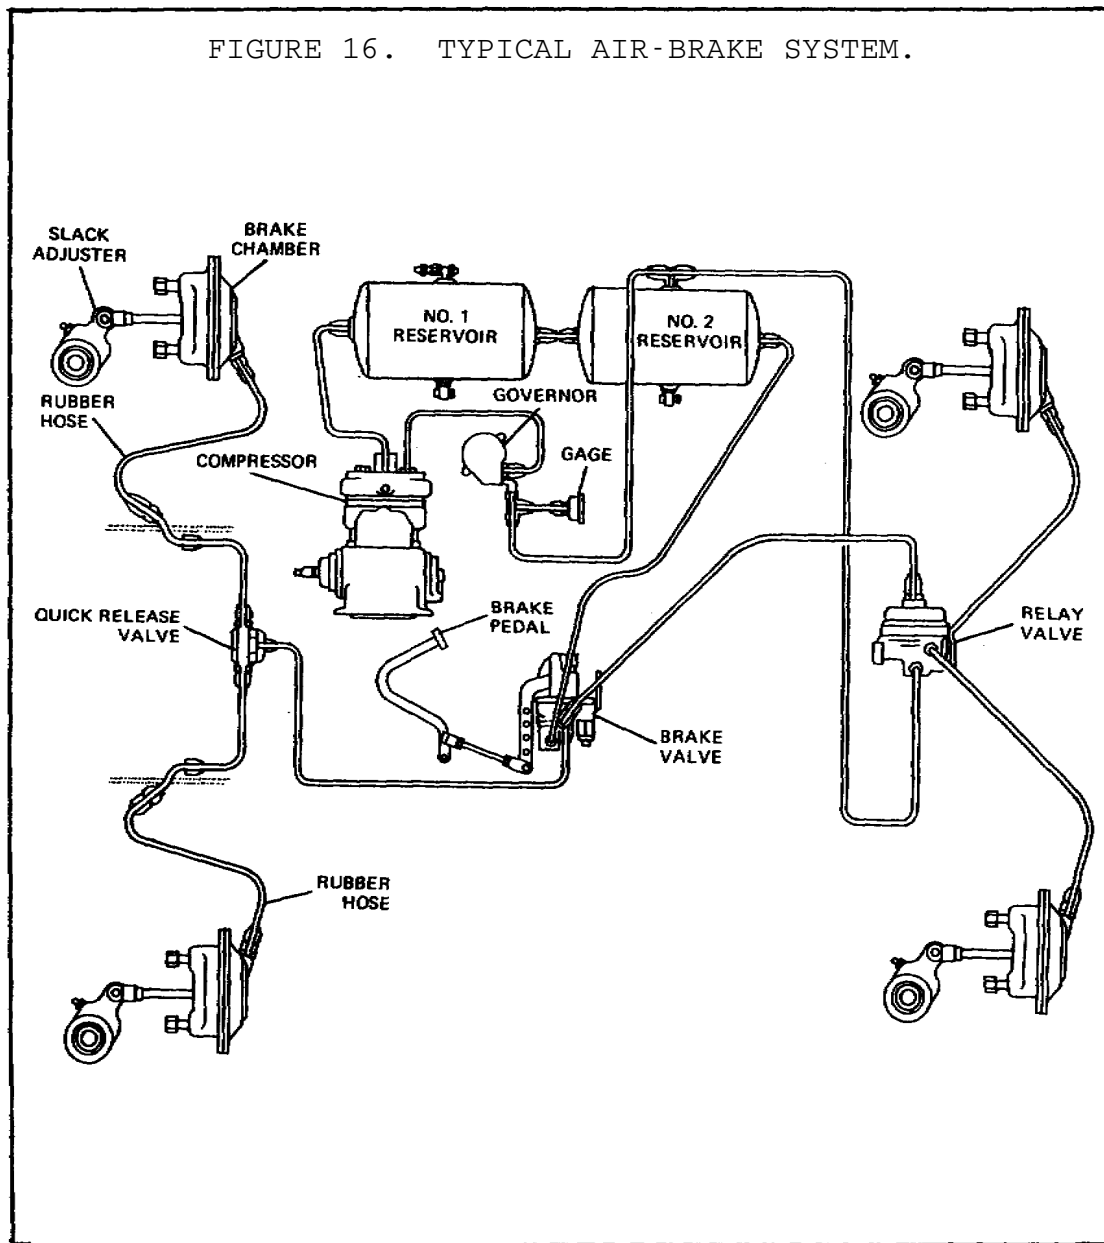 FIGURE 16. TYPICAL AIR-BRAKE SYSTEM.
SLACK
ADJUSTER
BRAKE
CHAMBER
NO. 1
RESERVOIR
NO. 2
RESERVOIR
RUBBER
HOSE
GOVERNOR
COMPRESSOR
GAGE
QUICK RELEASE
VALVE
BRAKE
PEDAL
RELAY
VALVE
BRAKE
VALVE
RUBBER
HOSE